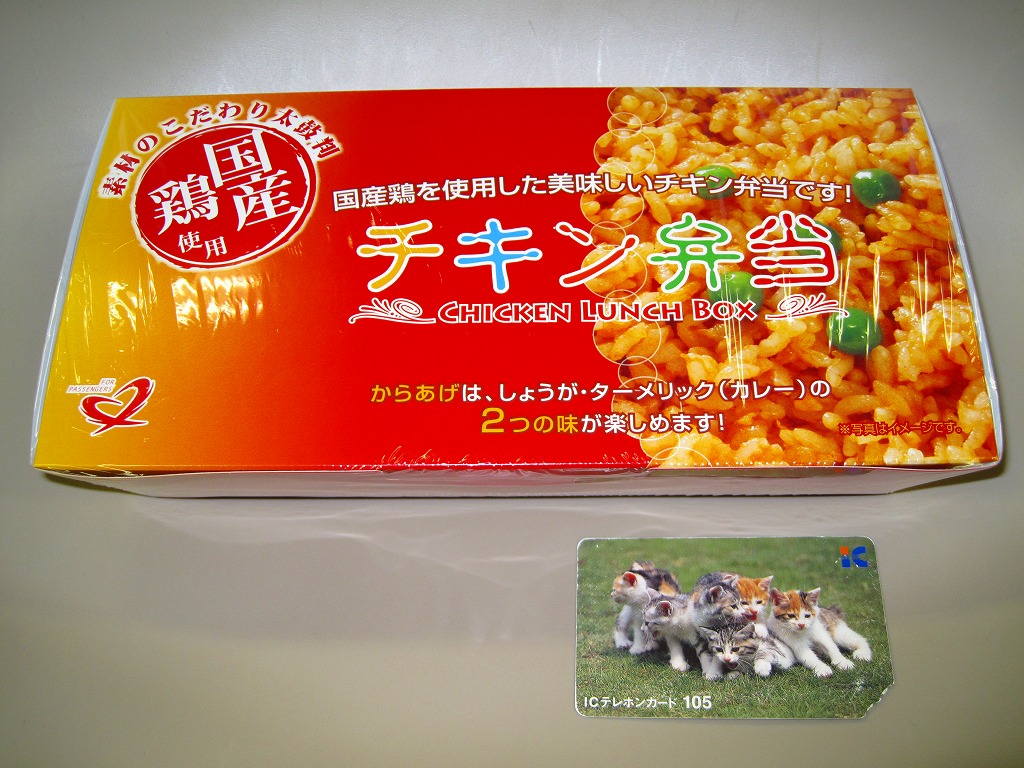 素材のこだわり太鼓判
国産
鶏
使用
国産鶏を使用した美味しいチキン弁当です!
チキン弁当
CHICKEN LUNCH BOX
からあげは、しょうが・ターメリック(カレー)の
2つの味が楽しめます!
※写真はイメージです。
FOR
PASSENGERS
IC
ICテレホンカード 105